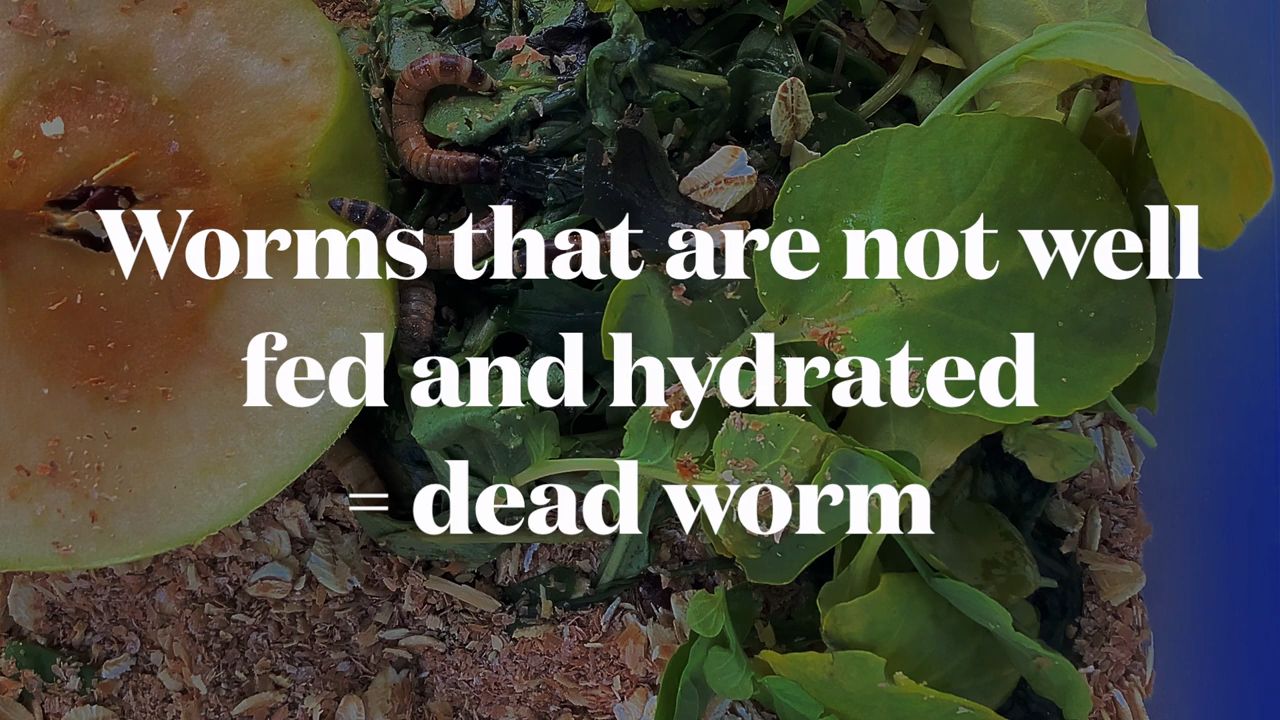 Worms that are not well
fed and hydrated
= dead worm